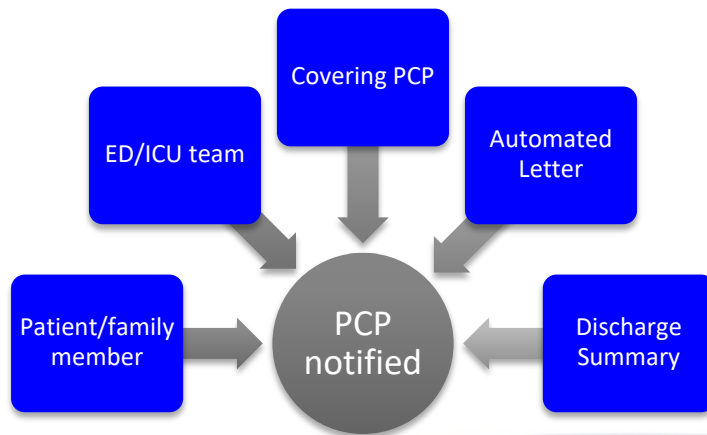 Covering PCP
ED/ICU team
Automated
Letter
Patient/family
member
PCP
notified
Discharge
Summary